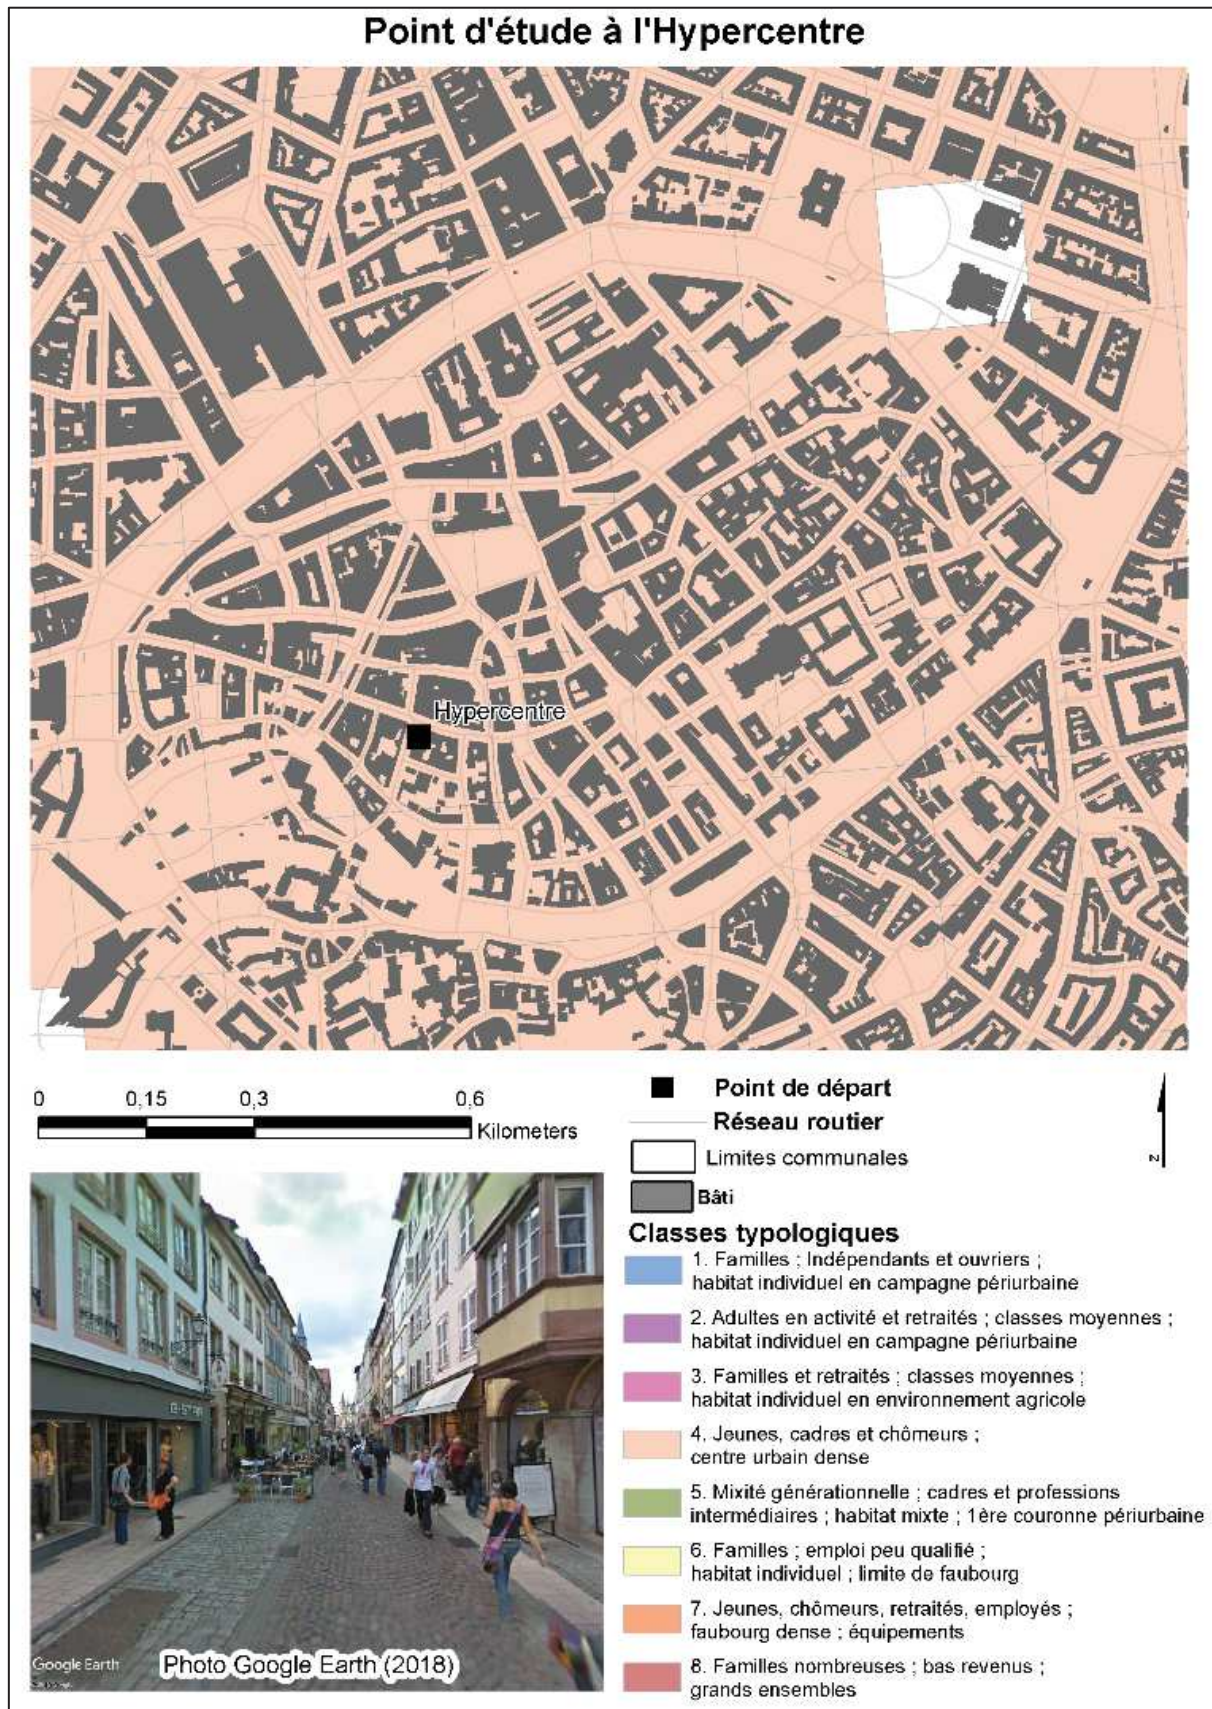 Point d'étude à l'Hypercentre
Hypercentre
0 0,15 0,3 0,6
Kilometers
Point de départ
Réseau routier
Limites communales
Bâti
N
Classes typologiques
1. Familles ; Indépendants et ouvriers ;
habitat individuel en campagne périurbaine
2. Adultes en activité et retraités ; classes moyennes ;
habitat individuel en campagne périurbaine
3. Familles et retraités ; classes moyennes ;
habitat individuel en environnement agricole
4. Jeunes, cadres et chômeurs ;
centre urbain dense
5. Mixité générationnelle ; cadres et professions
intermédiaires ; habitat mixte ; 1ère couronne périurbaine
6. Familles ; emploi peu qualifié ;
habitat individuel ; limite de faubourg
7. Jeunes, chômeurs, retraités, employés ;
faubourg dense ; équipements
8. Familles nombreuses ; bas revenus ;
grands ensembles
Google Earth
Photo Google Earth (2018)